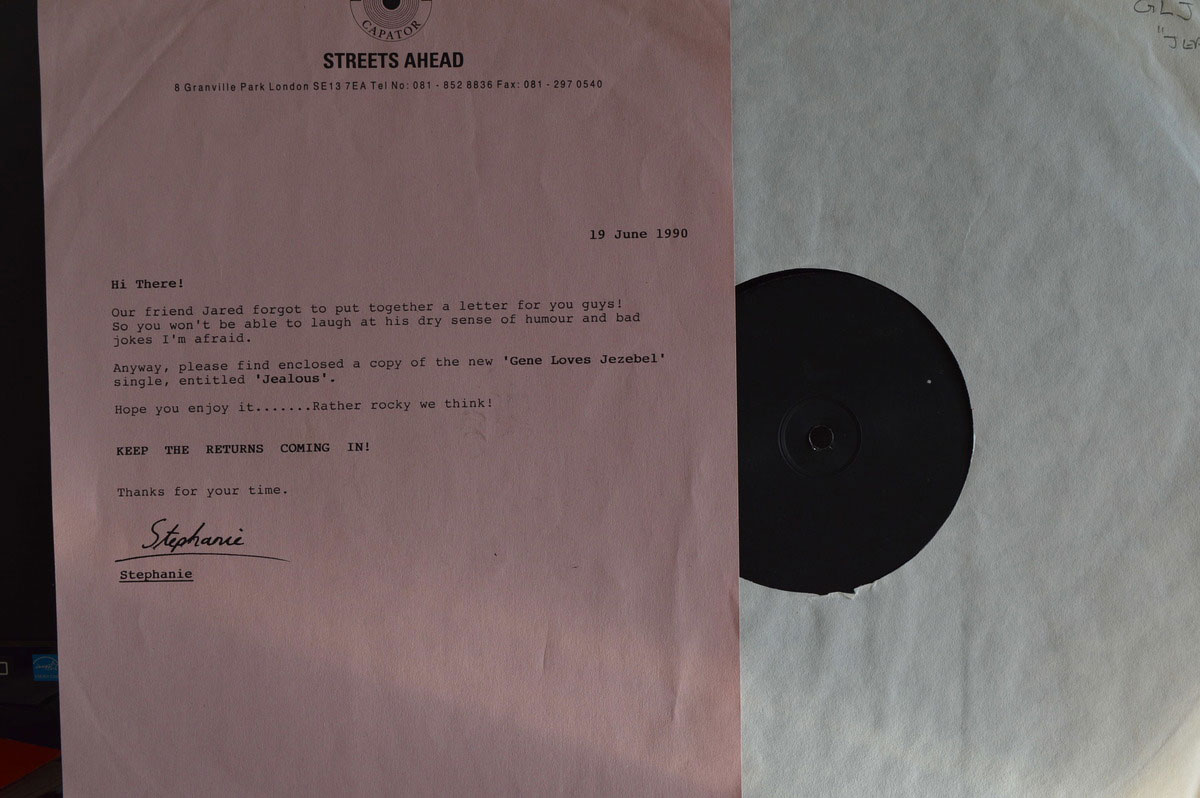 CAPATOR
GLJ
STREETS AHEAD
8 Granville Park London SE13 7EA Tel No: 081 - 852 8836 Fax: 081 - 297 0540
19 June 1990
Hi There!
Our friend Jared forgot to put together a letter for you guys!
So you won't be able to laugh at his dry sense of humour and bad
jokes I'm afraid.
Anyway, please find enclosed a copy of the new 'Gene Loves Jezebel'
single, entitled 'Jealous'.
Hope you enjoy it.......Rather rocky we think!
KEEP THE RETURNS COMING IN!
Thanks for your time.
Stephanie
Stephanie